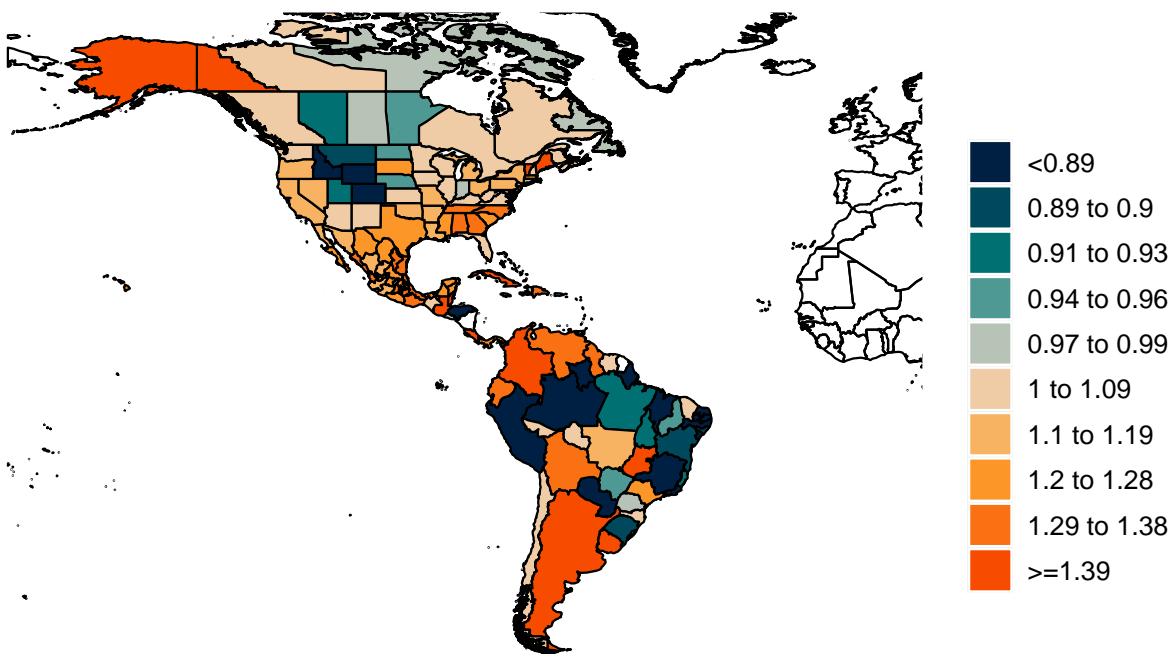 <0.89
0.89 to 0.9
0.91 to 0.93
0.94 to 0.96
0.97 to 0.99
1 to 1.09
1.1 to 1.19
1.2 to 1.28
1.29 to 1.38
>=1.39